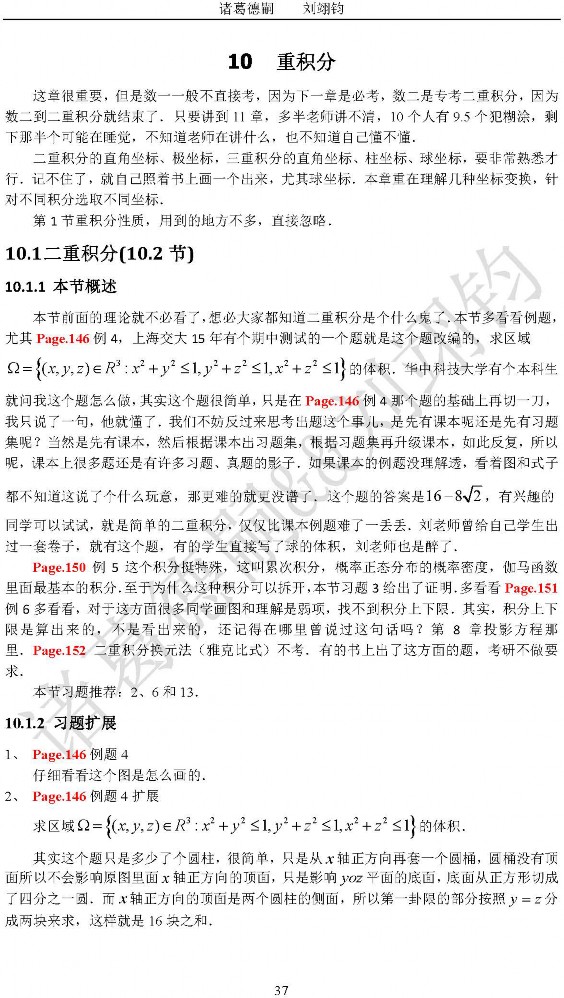 诸葛德嗣 刘翊钧
10 重积分
这章很重要，但是数一一般不直接考，因为下一章是必考，数二是专考二重积分，因为
数二到二重积分就结束了．只要讲到 11 章，多半老师讲不清，10 个人有 9.5 个犯糊涂，剩
下那半个可能在睡觉，不知道老师在讲什么，也不知道自己懂不懂．
二重积分的直角坐标、极坐标，三重积分的直角坐标、柱坐标、球坐标，要非常熟悉才
行．记不住了，就自己照着书上画一个出来，尤其球坐标．本章重在理解几种坐标变换，针
对不同积分选取不同坐标．
第 1 节重积分性质，用到的地方不多，直接忽略．
10.1二重积分(10.2 节)
10.1.1 本节概述
本节前面的理论就不必看了，想必大家都知道二重积分是个什么鬼了．本节多看看例题，
尤其 Page.146 例 4，上海交大 15 年有个期中测试的一个题就是这个题改编的，求区域
Ω={(x,y,z)∈R³:x²+y²≤1,y²+z²≤1,x²+z²≤1}的体积．华中科技大学有个本科生
就问我这个题怎么做，其实这个题很简单，只是在 Page.146 例 4 那个题的基础上再切一刀，
我只说了一句，他就懂了．我们不妨反过来思考出题这个事儿，是先有课本呢还是先有习题
集呢？当然是先有课本，然后根据课本出习题集，根据习题集再升级课本，如此反复，所以
呢，课本上很多题还是有许多习题、真题的影子．如果课本的例题没理解透，看着图和式子
都不知道这说了个什么玩意，那更难的就更没谱了．这个题的答案是16−8√2，有兴趣的
同学可以试试，就是简单的二重积分，仅仅比课本例题难了一丢丢．刘老师曾给自己学生出
过一套卷子，就有这个题，有的学生直接写了球的体积，刘老师也是醉了．
Page.150 例 5 这个积分挺特殊，这叫累次积分，概率正态分布的概率密度，伽马函数
里面最基本的积分．至于为什么这种积分可以拆开，本节习题 3 给出了证明．多看看 Page.151
例 6 多看看，对于这方面很多同学画图和理解是弱项，找不到积分上下限．其实，积分上下
限是算出来的，不是看出来的，还记得在哪里曾说过这句话吗？第 8 章投影方程那
里．Page.152 二重积分换元法（雅克比式）不考．有的书上出了这方面的题，考研不做要
求．
本节习题推荐：2、6 和 13．
10.1.2 习题扩展
1、 Page.146 例题 4
仔细看看这个图是怎么画的．
2、 Page.146 例题 4 扩展
求区域Ω={(x,y,z)∈R³:x²+y²≤1,y²+z²≤1,x²+z²≤1}的体积．
其实这个题只是多少了个圆柱，很简单，只是从 x 轴正方向再套一个圆桶，圆桶没有顶
面所以不会影响原图里面 x 轴正方向的顶面，只是影响 yoz 平面的底面，底面从正方形切成
了四分之一圆．而 x 轴正方向的顶面是两个圆柱的侧面，所以第一卦限的部分按照 y = z 分
成两块来求，这样就是 16 块之和．
诸葛德嗣&&刘翊钧
37